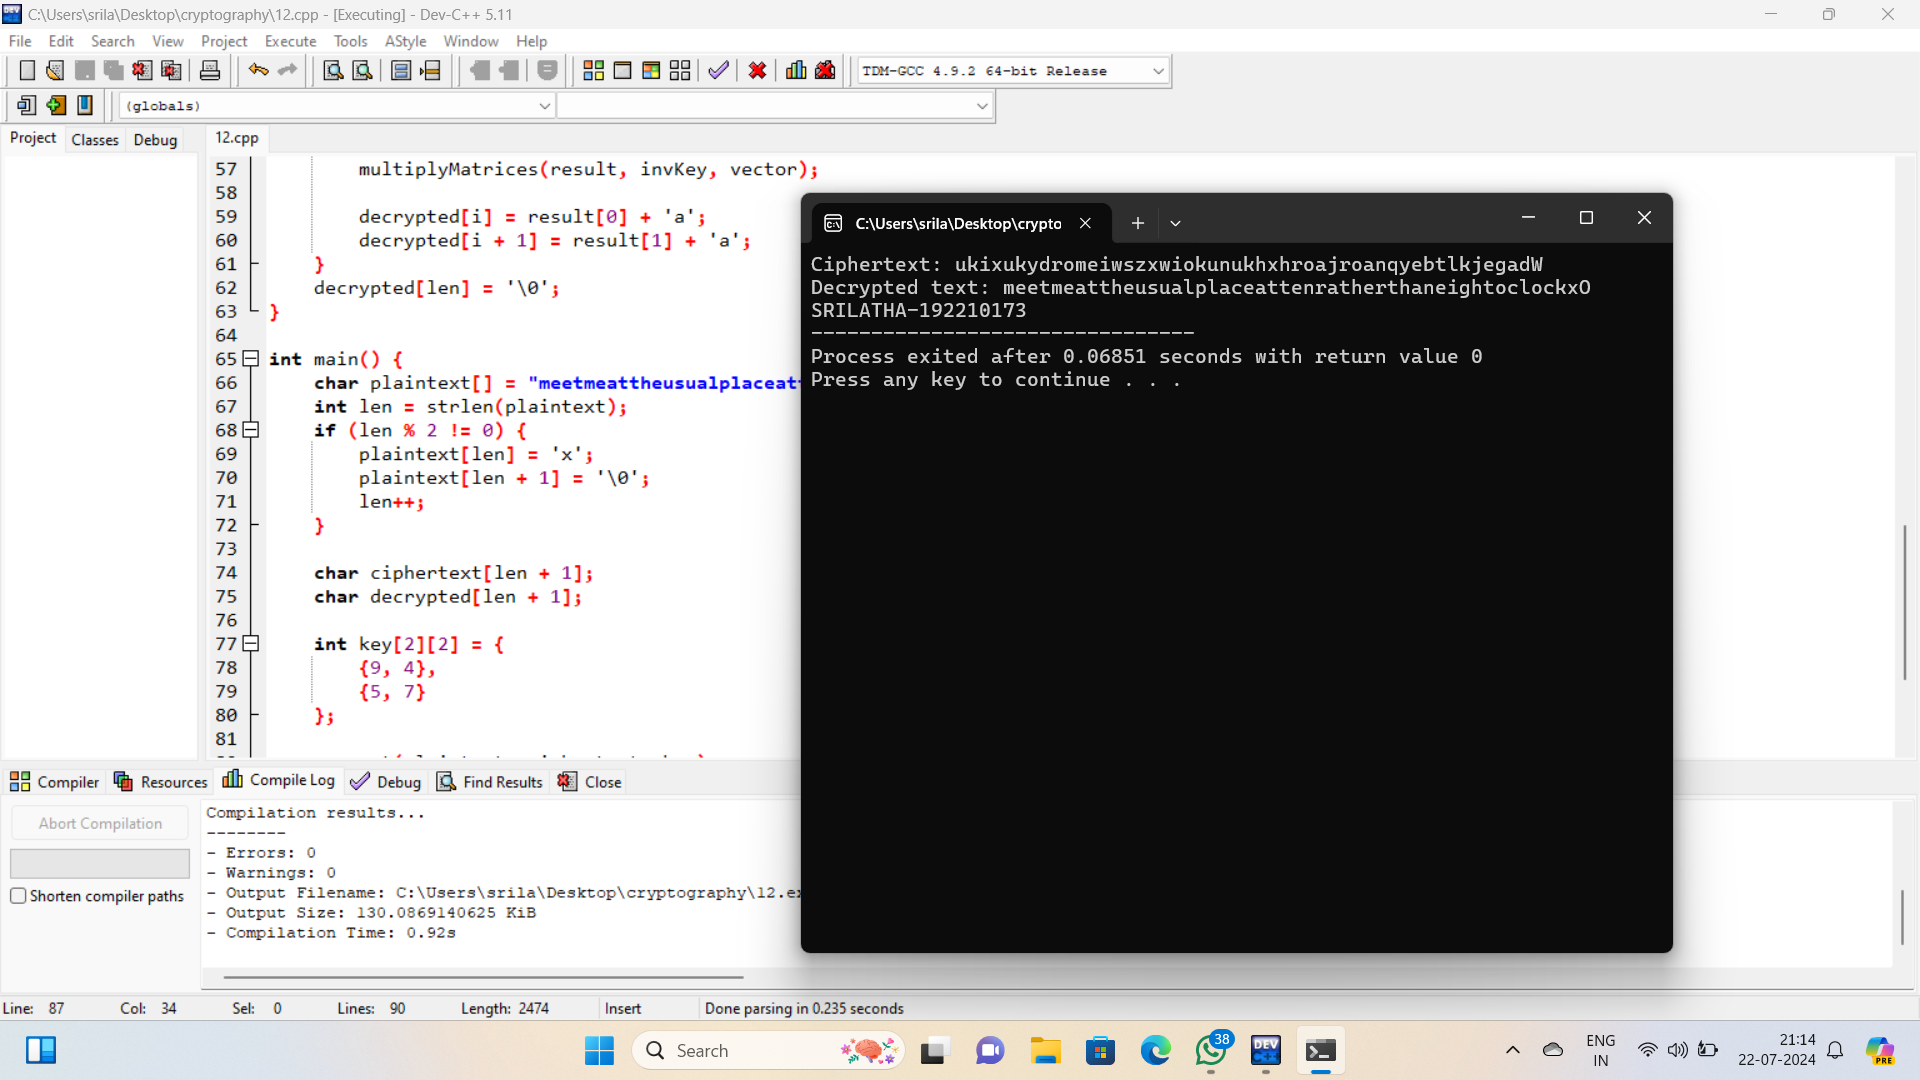 C:\Users\srila\Desktop\cryptography\12.cpp - [Executing] - Dev-C++ 5.11
File Edit Search View Project Execute Tools AStyle Window Help
TDM-GCC 4.9.2 64-bit Release
(globals)
Project Classes Debug
12.cpp
57 multiplyMatrices(result, invKey, vector);
58
59 decrypted[i] = result[0] + 'a';
60 decrypted[i + 1] = result[1] + 'a';
61 }
62 decrypted[len] = '\0';
63 }
64
65 int main() {
66 char plaintext[] = "meetmeattheusualplaceatt
67 int len = strlen(plaintext);
68 if (len % 2 != 0) {
69 plaintext[len] = 'x';
70 plaintext[len + 1] = '\0';
71 len++;
72 }
73
74 char ciphertext[len + 1];
75 char decrypted[len + 1];
76
77 int key[2][2] = {
78 {9, 4},
79 {5, 7}
80 };
81
C:\Users\srila\Desktop\crypto
Ciphertext: ukixukydromeiwszxwiokunukhxhroajroanqyebtlkjegadW
Decrypted text: meetmeattheusualplaceattenratherthaneightoclockxO
SRILATHA-192210173
--------------------------------
Process exited after 0.06851 seconds with return value 0
Press any key to continue . . .
Compiler Resources Compile Log Debug Find Results Close
Abort Compilation
Shorten compiler paths
Compilation results...
--------
- Errors: 0
- Warnings: 0
- Output Filename: C:\Users\srila\Desktop\cryptography\12.ex
- Output Size: 130.0869140625 KiB
- Compilation Time: 0.92s
Line: 87 Col: 34 Sel: 0 Lines: 90 Length: 2474 Insert Done parsing in 0.235 seconds
Search
38
DEV
ENG
IN
21:14
22-07-2024
PRE